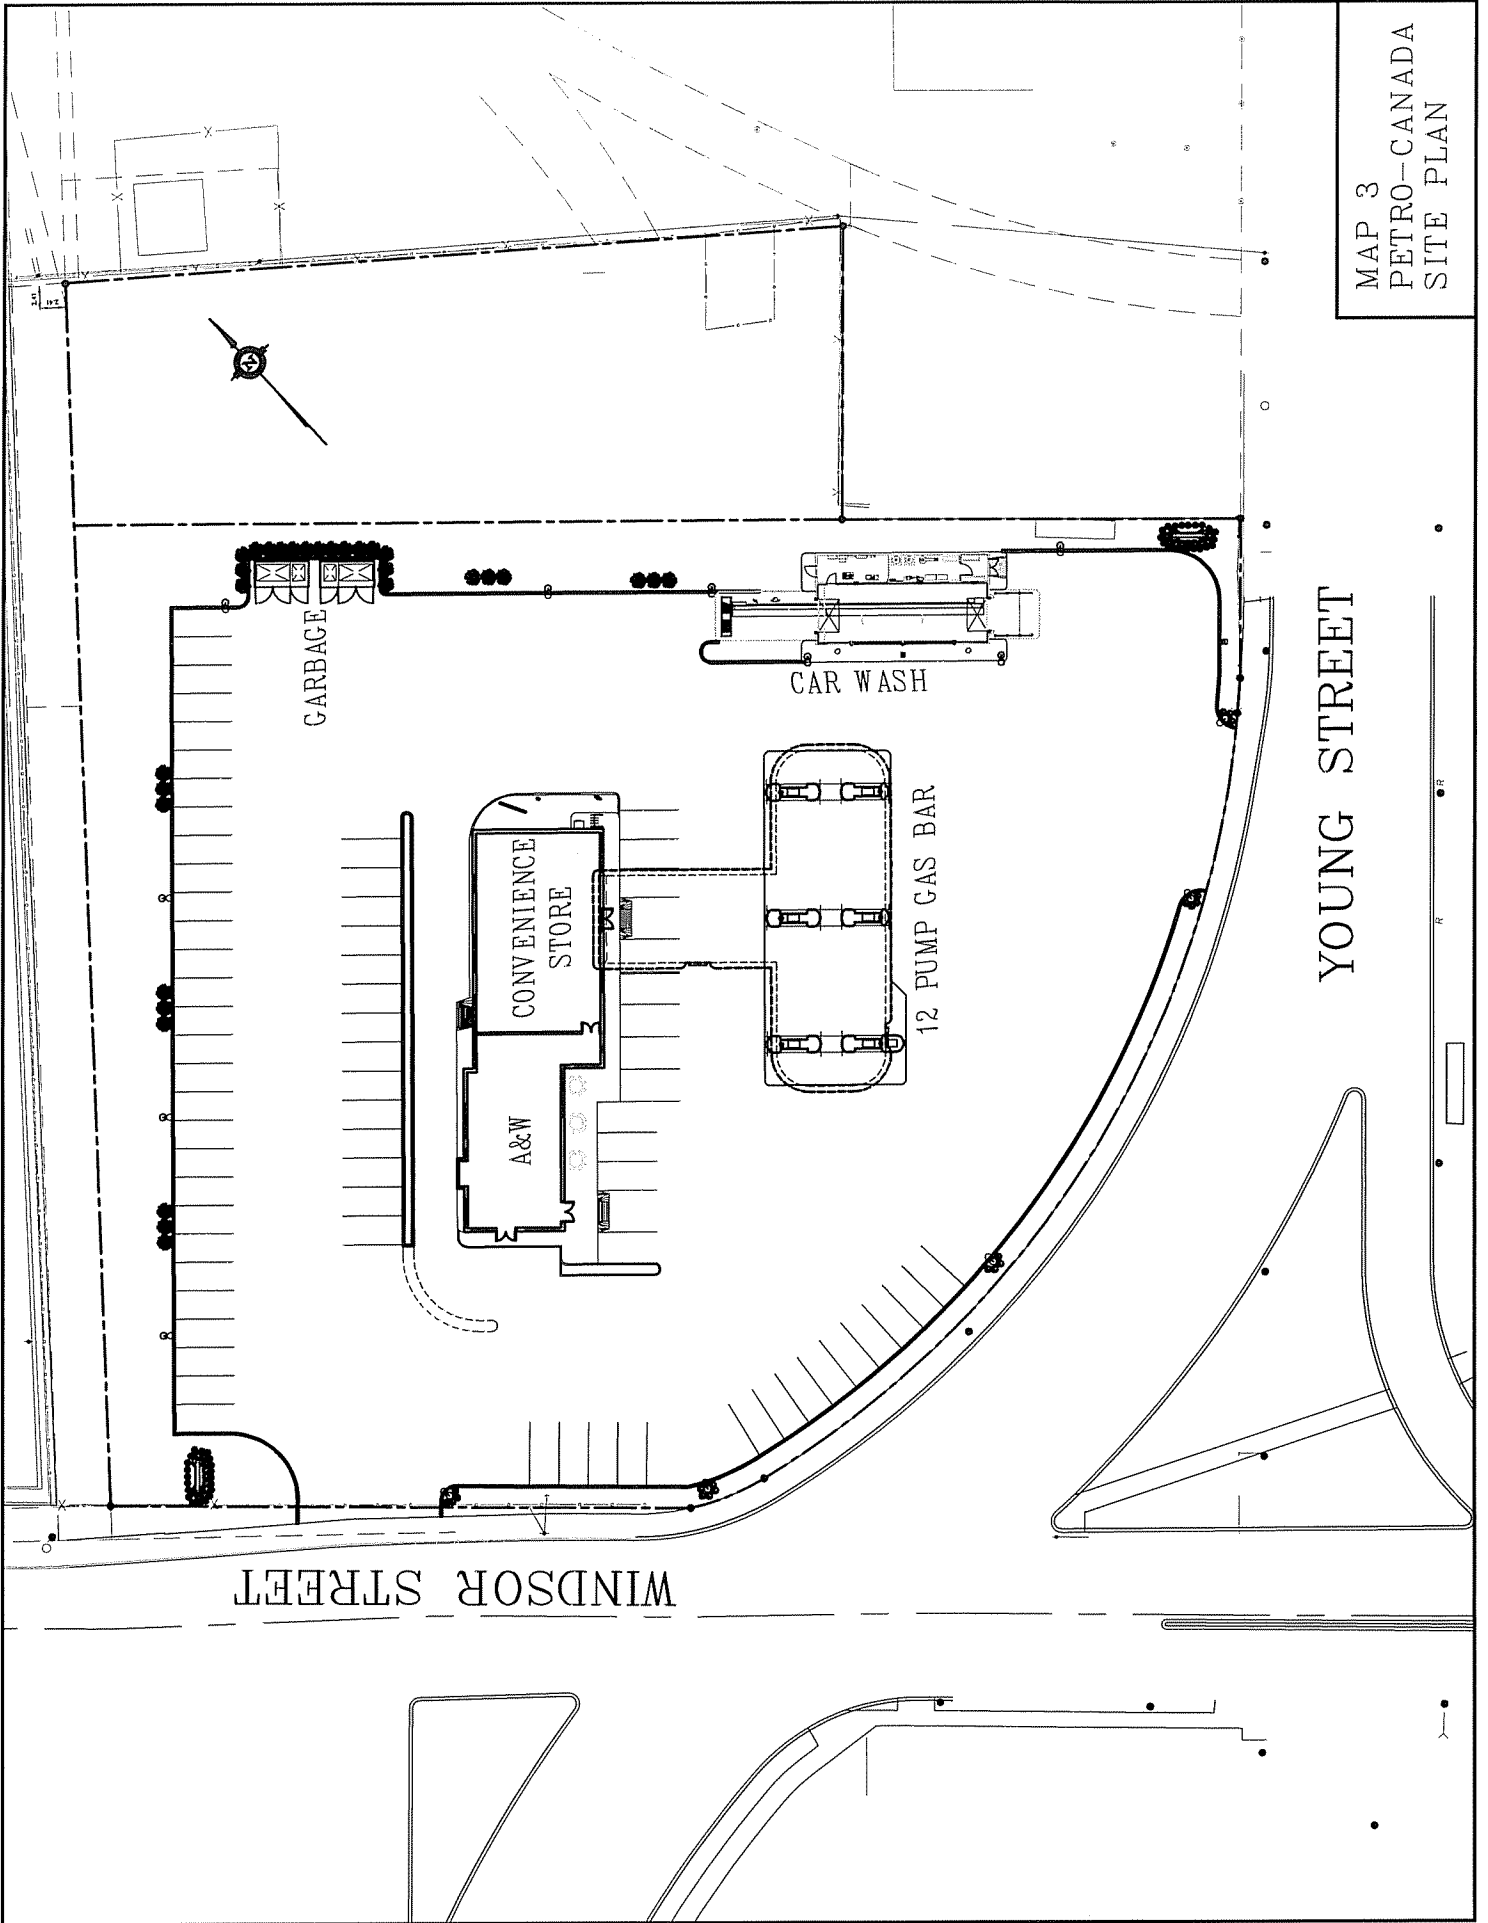 MAP 3
PETRO-CANADA
SITE PLAN
GARBAGE
CAR WASH
CONVENIENCE
STORE
A&W
12 PUMP GAS BAR
YOUNG STREET
WINDSOR STREET